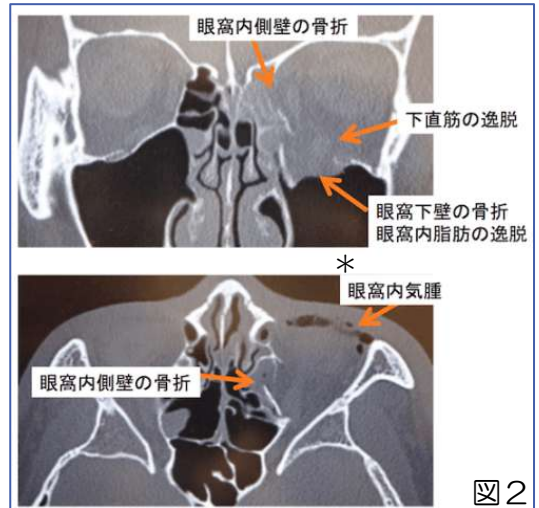 眼窩内側壁の骨折
下直筋の逸脱
眼窩下壁の骨折
眼窩内脂肪の逸脱
*
眼窩内気腫
眼窩内側壁の骨折
図2